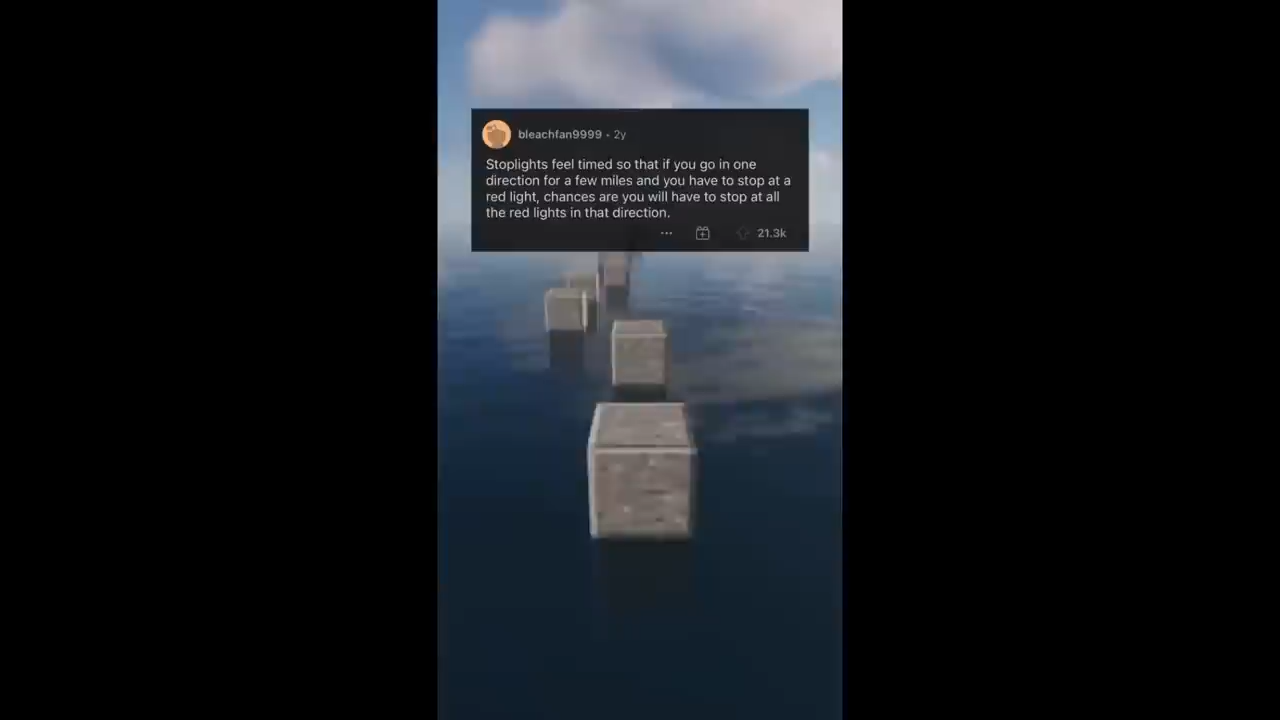 bleachfan9999 • 2y
Stoplights feel timed so that if you go in one
direction for a few miles and you have to stop at a
red light, chances are you will have to stop at all
the red lights in that direction.
21.3k